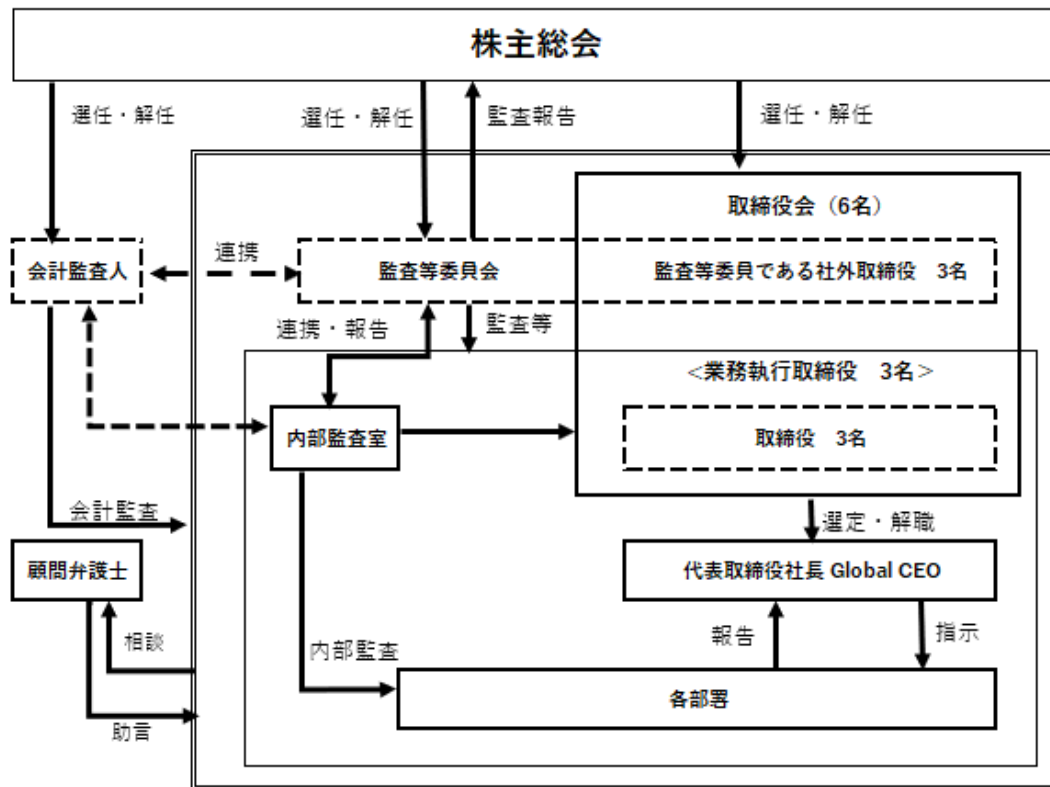 株主総会
選任・解任
選任・解任
監査報告
選任・解任
取締役会（6名）
会計監査人
連携
監査等委員会
監査等委員である社外取締役　3名
連携・報告
監査等
<業務執行取締役　3名>
内部監査室
取締役　3名
会計監査
選定・解職
顧問弁護士
代表取締役社長 Global CEO
相談
内部監査
報告
指示
各部署
助言